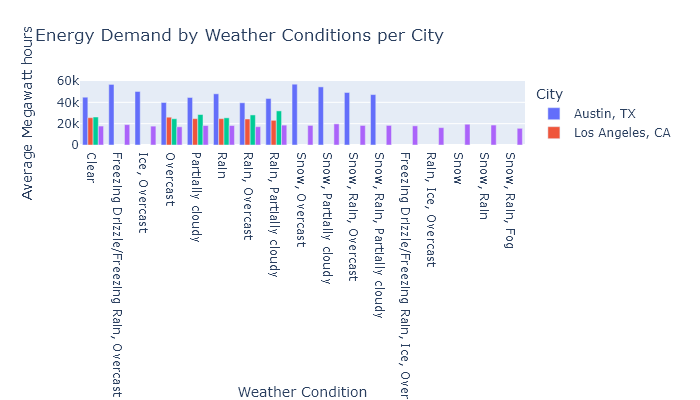 Energy Demand by Weather Conditions per City
Average Megawatt hours
60k
40k
20k
0
Clear
Freezing Drizzle/Freezing Rain, Overcast
Ice, Overcast
Overcast
Partially cloudy
Rain
Rain, Overcast
Rain, Partially cloudy
Snow, Overcast
Snow, Partially cloudy
Snow, Rain, Overcast
Snow, Rain, Partially cloudy
Freezing Drizzle/Freezing Rain, Ice, Over
Rain, Ice, Overcast
Snow
Snow, Rain
Snow, Rain, Fog
Weather Condition
City
Austin, TX
Los Angeles, CA